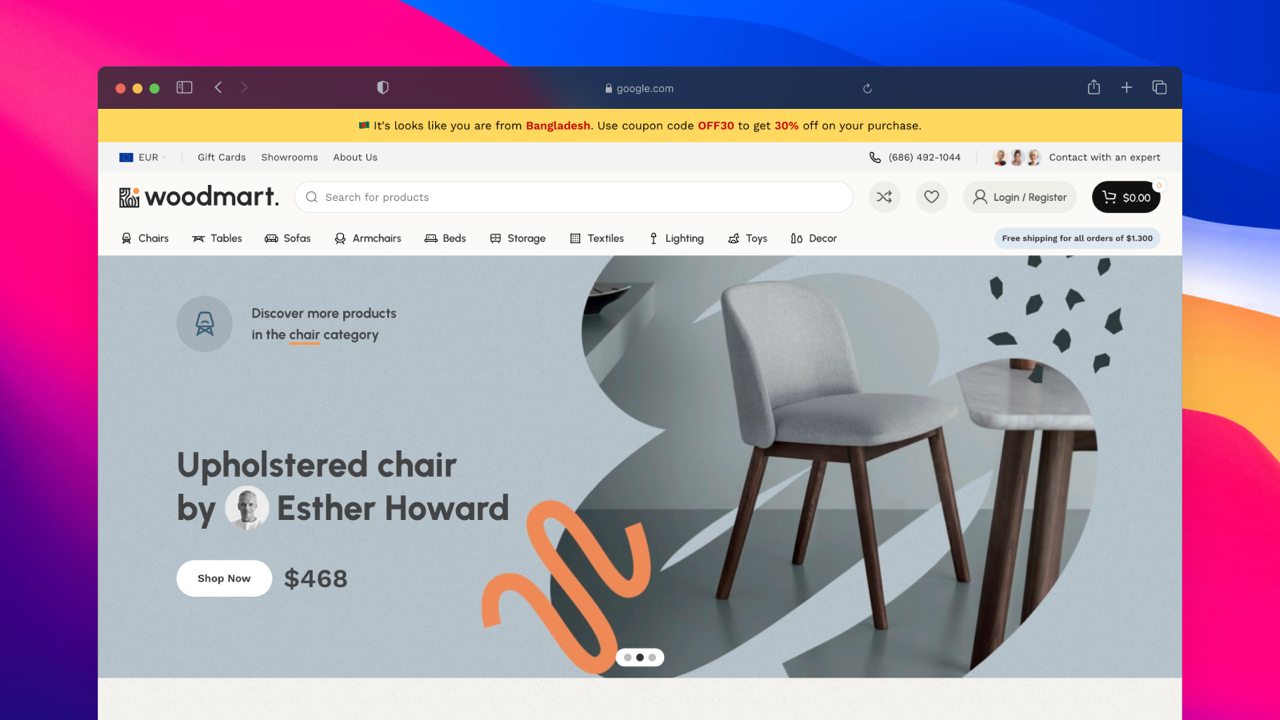 google.com
It's looks like you are from Bangladesh. Use coupon code OFF30 to get 30% off on your purchase.
EUR Gift Cards Showrooms About Us (686) 492-1044 Contact with an expert
woodmart. Search for products Login / Register $0.00 0
Chairs Tables Sofas Armchairs Beds Storage Textiles Lighting Toys Decor Free shipping for all orders of $1.300
Discover more products
in the chair category
Upholstered chair
by Esther Howard
Shop Now $468